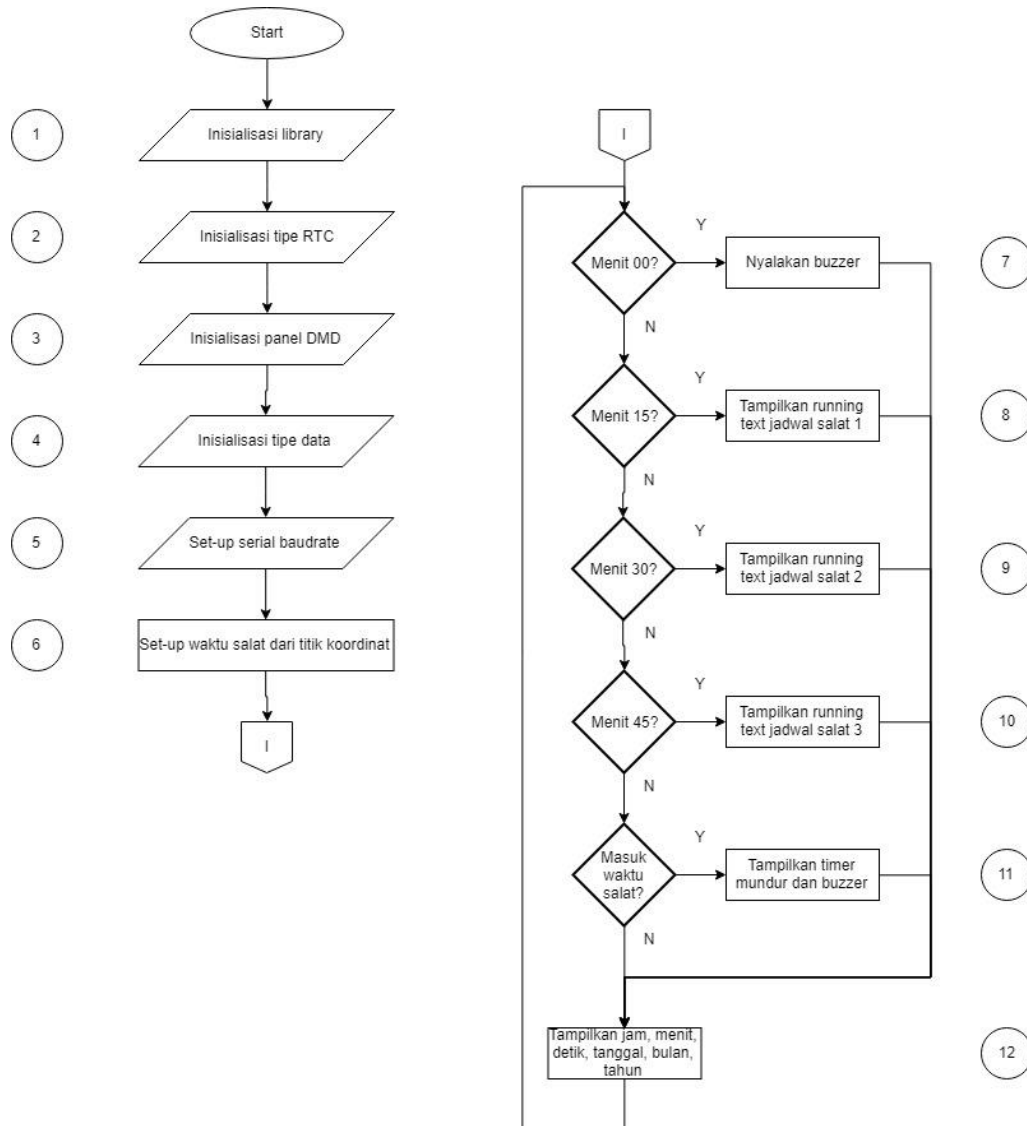 Start
1
Inisialisasi library
2
Inisialisasi tipe RTC
3
Inisialisasi panel DMD
4
Inisialisasi tipe data
5
Set-up serial baudrate
6
Set-up waktu salat dari titik koordinat
I
I
Menit 00?
Y
Nyalakan buzzer
7
N
Menit 15?
Y
Tampilkan running
text jadwal salat 1
8
N
Menit 30?
Y
Tampilkan running
text jadwal salat 2
9
N
Menit 45?
Y
Tampilkan running
text jadwal salat 3
10
N
Masuk
waktu
salat?
Y
Tampilkan timer
mundur dan buzzer
11
N
Tampilkan jam, menit,
detik, tanggal, bulan,
tahun
12